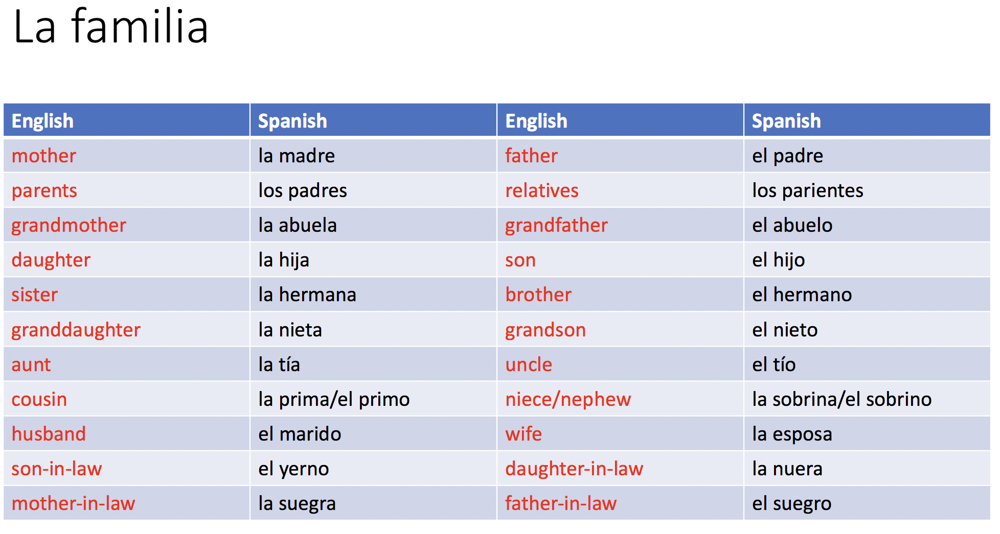 La familia
English Spanish English Spanish
mother la madre father el padre
parents los padres relatives los parientes
grandmother la abuela grandfather el abuelo
daughter la hija son el hijo
sister la hermana brother el hermano
granddaughter la nieta grandson el nieto
aunt la tía uncle el tío
cousin la prima/el primo niece/nephew la sobrina/el sobrino
husband el marido wife la esposa
son-in-law el yerno daughter-in-law la nuera
mother-in-law la suegra father-in-law el suegro